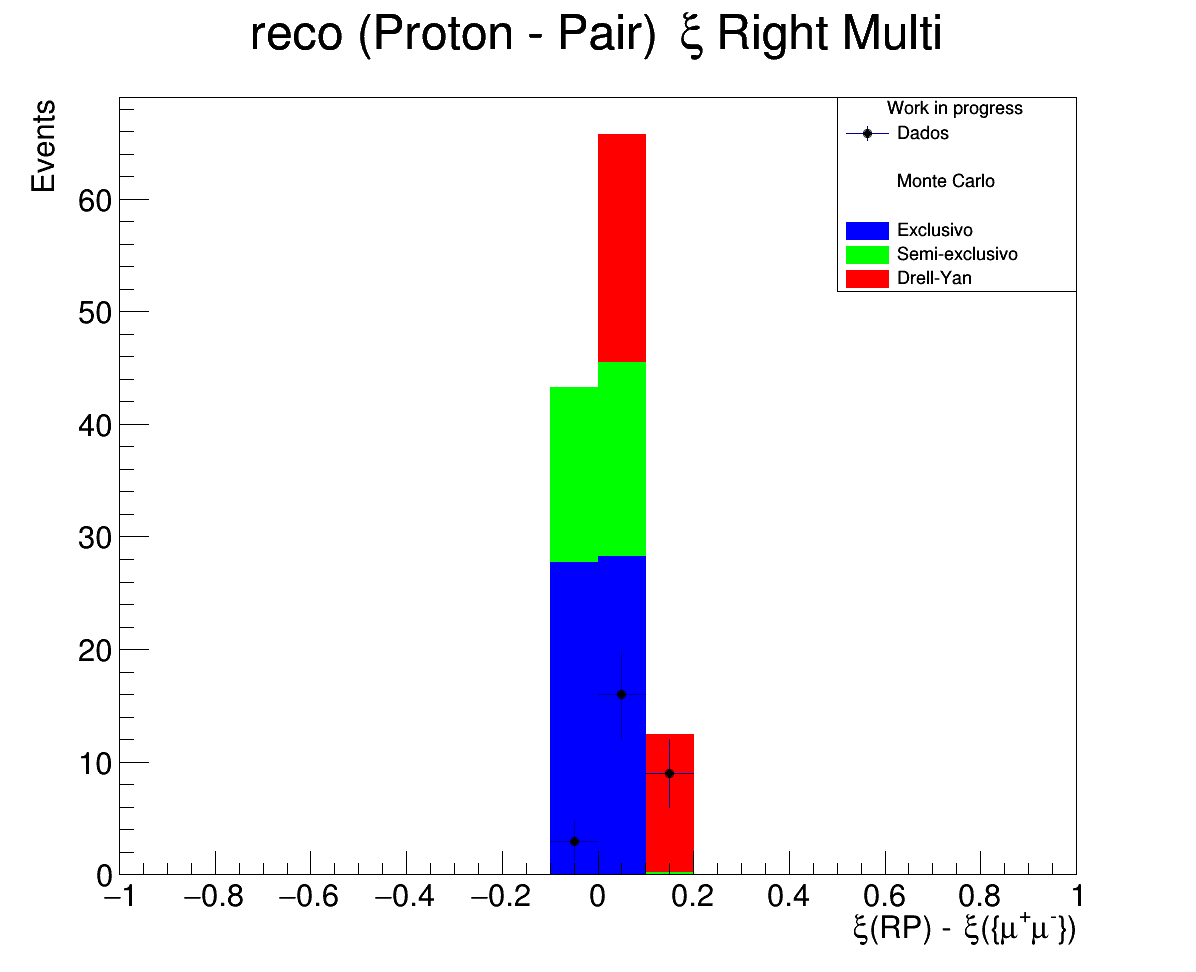 reco (Proton - Pair) ξ Right Multi
Events
Work in progress
Dados
Monte Carlo
Exclusivo
Semi-exclusivo
Drell-Yan
60
50
40
30
20
10
0
−1 −0.8 −0.6 −0.4 −0.2 0 0.2 0.4 0.6 0.8 1
ξ(RP) - ξ({μ⁺μ⁻})